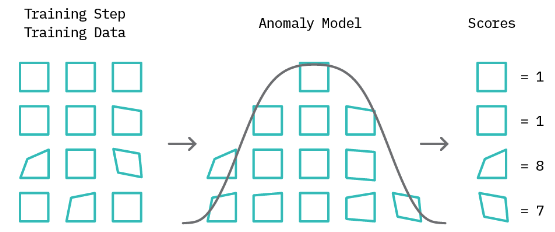 Training Step
Training Data
Anomaly Model
Scores
= 1
= 1
= 8
= 7